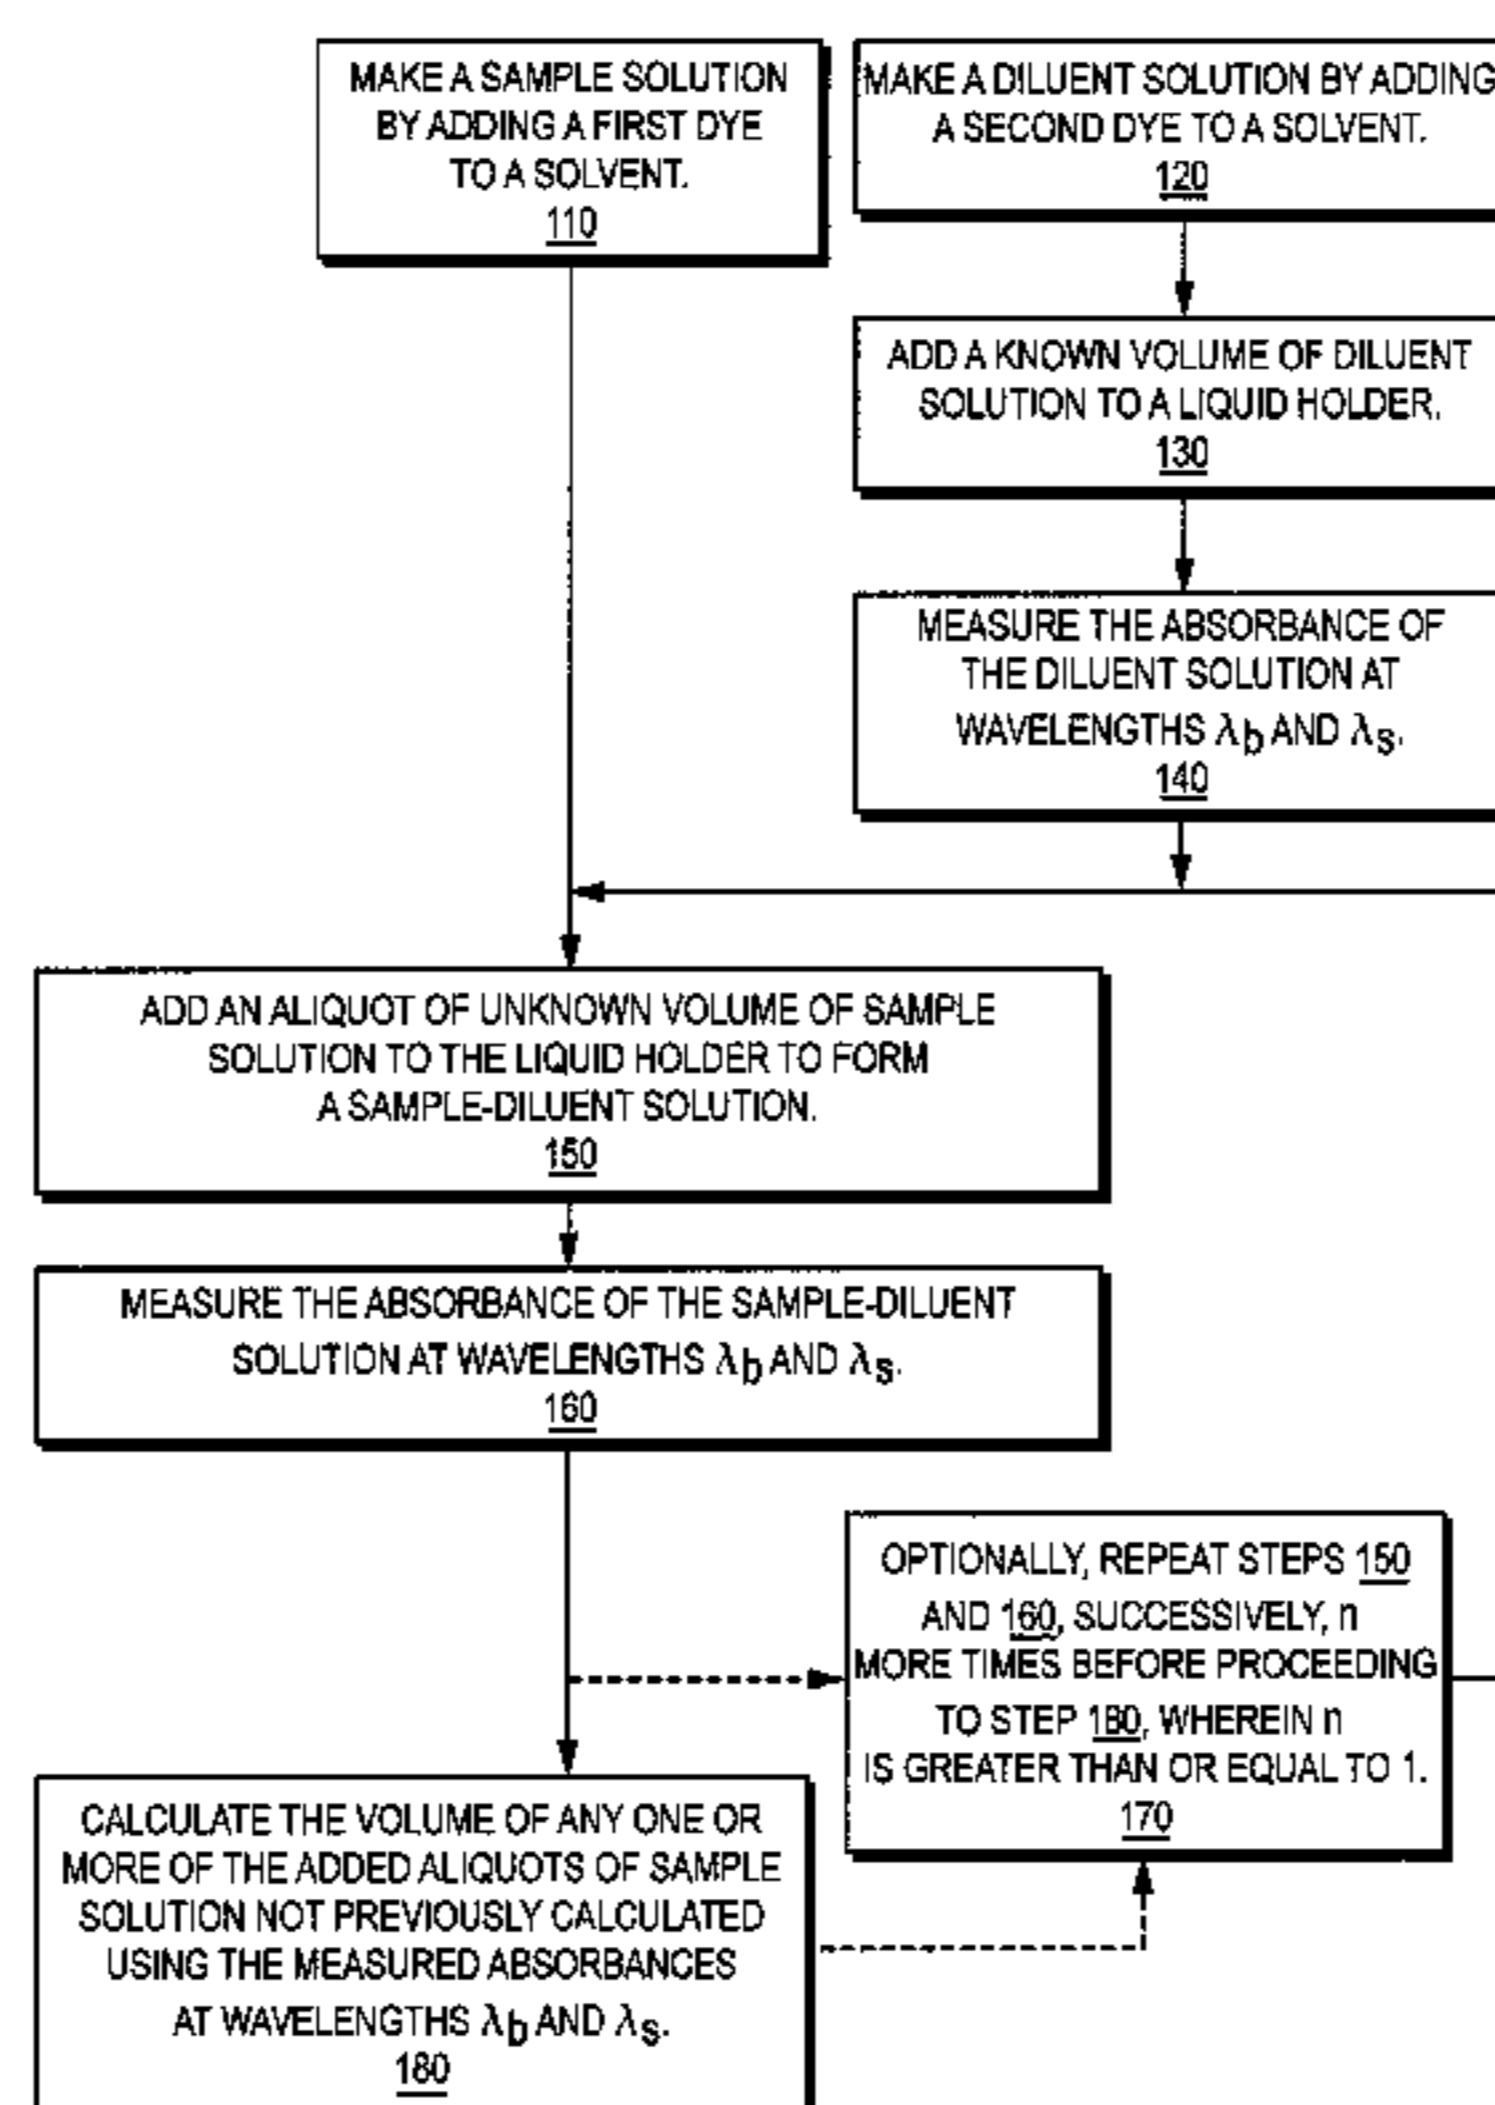 MAKE A SAMPLE SOLUTION
BY ADDING A FIRST DYE
TO A SOLVENT.
110
MAKE A DILUENT SOLUTION BY ADDING
A SECOND DYE TO A SOLVENT.
120
ADD A KNOWN VOLUME OF DILUENT
SOLUTION TO A LIQUID HOLDER.
130
MEASURE THE ABSORBANCE OF
THE DILUENT SOLUTION AT
WAVELENGTHS λb AND λs.
140
ADD AN ALIQUOT OF UNKNOWN VOLUME OF SAMPLE
SOLUTION TO THE LIQUID HOLDER TO FORM
A SAMPLE-DILUENT SOLUTION.
150
MEASURE THE ABSORBANCE OF THE SAMPLE-DILUENT
SOLUTION AT WAVELENGTHS λb AND λs.
160
OPTIONALLY, REPEAT STEPS 150
AND 160, SUCCESSIVELY, n
MORE TIMES BEFORE PROCEEDING
TO STEP 180, WHEREIN n
IS GREATER THAN OR EQUAL TO 1.
170
CALCULATE THE VOLUME OF ANY ONE OR
MORE OF THE ADDED ALIQUOTS OF SAMPLE
SOLUTION NOT PREVIOUSLY CALCULATED
USING THE MEASURED ABSORBANCES
AT WAVELENGTHS λb AND λs.
180